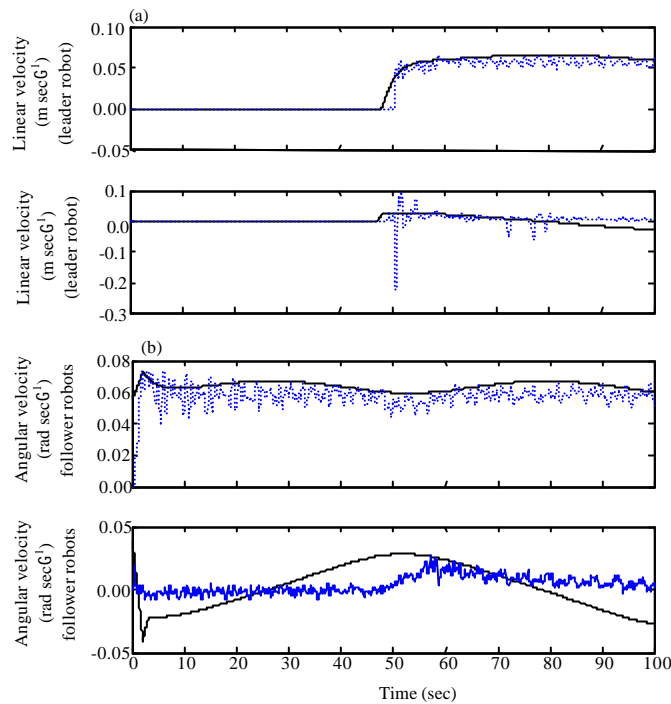 (a)
Linear velocity
(m secG¹)
(leader robot)
0.10
0.05
0.00
-0.05
Linear velocity
(m secG¹)
(leader robot)
0.1
0.0
-0.1
-0.2
-0.3
(b)
Angular velocity
(rad secG¹)
follower robots
0.08
0.06
0.04
0.02
0.00
Angular velocity
(rad secG¹)
follower robots
0.05
0.00
-0.05
0 10 20 30 40 50 60 70 80 90 100
Time (sec)